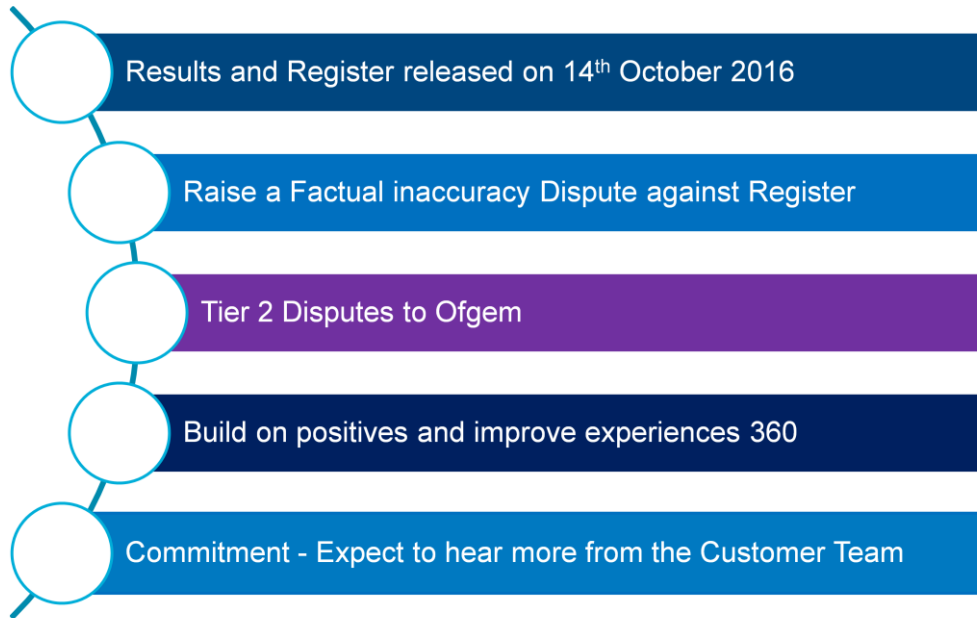 Results and Register released on 14th October 2016
Raise a Factual inaccuracy Dispute against Register
Tier 2 Disputes to Ofgem
Build on positives and improve experiences 360
Commitment - Expect to hear more from the Customer Team